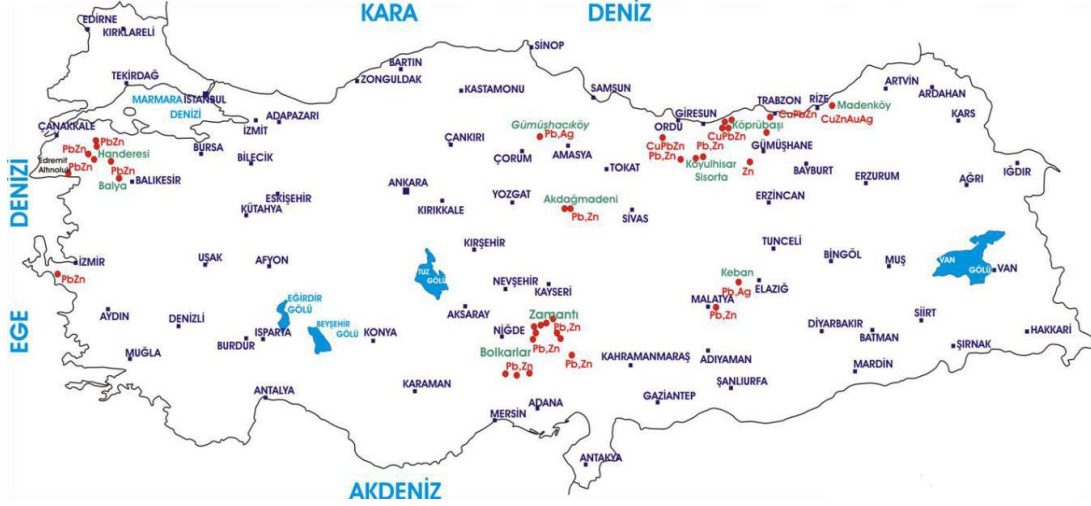 KARA
DENİZ
EDİRNE
KIRKLARELİ
TEKİRDAĞ
MARMARA
DENİZİ
İSTANBUL
ÇANAKKALE
İZMİT
ADAPAZARI
ZONGULDAK
BARTIN
KASTAMONU
SİNOP
SAMSUN
Gümüşhacıköy
Pb,Ag
ÇANKIRI
ÇORUM
AMASYA
TOKAT
ORDU
GİRESUN
CuPbZn
Pb,Zn
CuPbZn
Pb,Zn
Köprübaşı
TRABZON
CuPbZn
RİZE
Madenköy
CuZnAuAg
ARTVİN
ARDAHAN
KARS
Köyulhisar
Sisorta
GÜMÜŞHANE
Zn
BAYBURT
ERZURUM
ERZİNCAN
AĞRI
IĞDIR
PbZn
PbZn
Handeresi
Edremit
Altınoluk
PbZn
PbZn
Balya
BALIKESİR
BURSA
BİLECİK
ESKİŞEHİR
KÜTAHYA
ANKARA
KIRIKKALE
YOZGAT
Akdağmadeni
Pb,Zn
SİVAS
DENİZİ
EGE
İZMİR
PbZn
UŞAK
AFYON
KIRŞEHİR
TUZ
GÖLÜ
NEVŞEHİR
KAYSERİ
TUNCELİ
BİNGÖL
MUŞ
VAN
GÖLÜ
VAN
Keban
Pb,Ag
ELAZIĞ
MALATYA
Pb,Zn
AYDIN
DENİZLİ
EĞİRDİR
GÖLÜ
BEYŞEHİR
GÖLÜ
ISPARTA
BURDUR
KONYA
AKSARAY
NİĞDE
Zamantı
Pb,Zn
Pb,Zn
Bolkarlar
Pb,Zn
Pb,Zn
KAHRAMANMARAŞ
ADIYAMAN
DİYARBAKIR
BATMAN
SİİRT
HAKKARİ
ŞIRNAK
MARDİN
ŞANLIURFA
GAZİANTEP
MUĞLA
ANTALYA
KARAMAN
MERSİN
ADANA
ANTAKYA
AKDENİZ